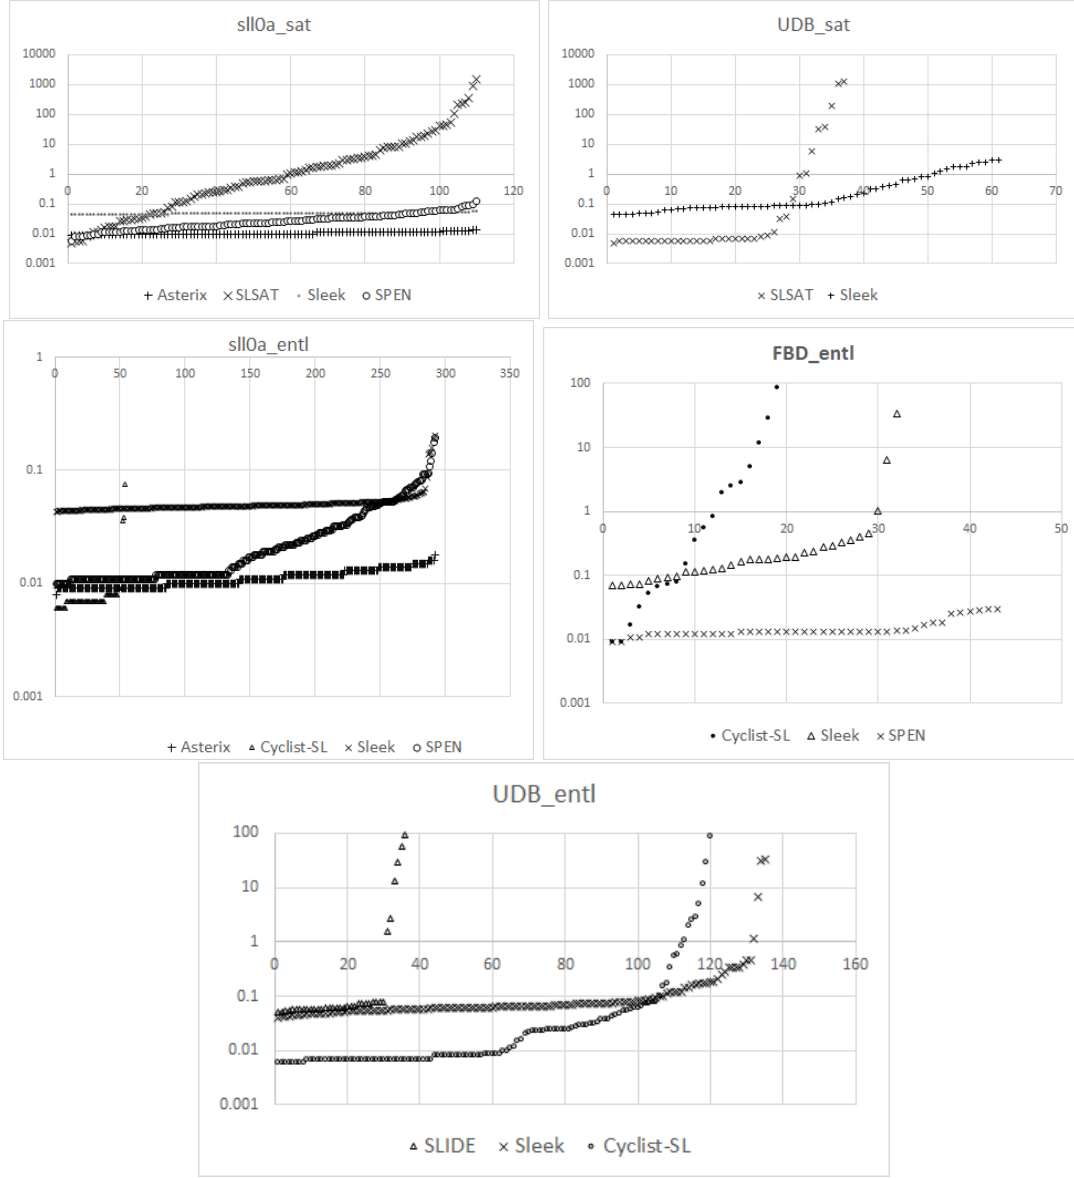 sll0a_sat
10000
1000
100
10
1
0.1
0.01
0.001
0 20 40 60 80 100 120
Asterix SLSAT Sleek SPEN
UDB_sat
10000
1000
100
10
1
0.1
0.01
0.001
0 10 20 30 40 50 60 70
SLSAT Sleek
sll0a_entl
1
0.1
0.01
0.001
0 50 100 150 200 250 300 350
Asterix Cyclist-SL Sleek SPEN
FBD_entl
100
10
1
0.1
0.01
0.001
0 10 20 30 40 50
Cyclist-SL Sleek SPEN
UDB_entl
100
10
1
0.1
0.01
0.001
0 20 40 60 80 100 120 140 160
SLIDE Sleek Cyclist-SL